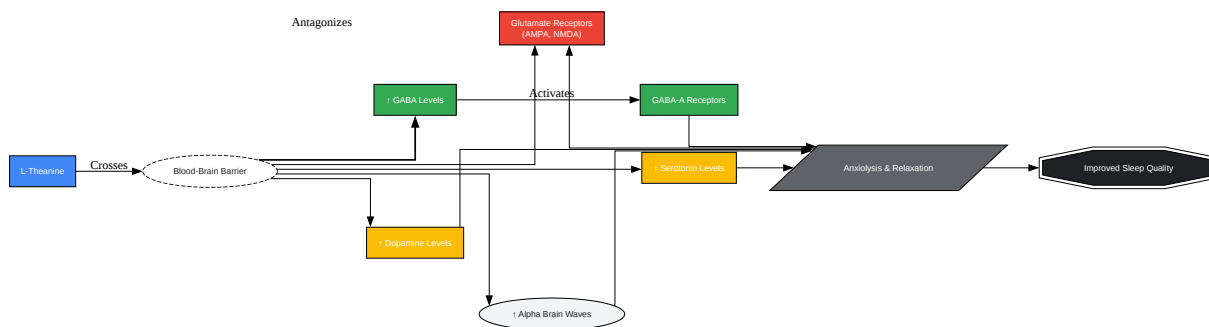 Antagonizes
Glutamate Receptors
(AMPA, NMDA)
↑ GABA Levels
Activates
GABA-A Receptors
L-Theanine
Crosses
Blood-Brain Barrier
↑ Serotonin Levels
Anxiolysis & Relaxation
Improved Sleep Quality
↑ Dopamine Levels
↑ Alpha Brain Waves